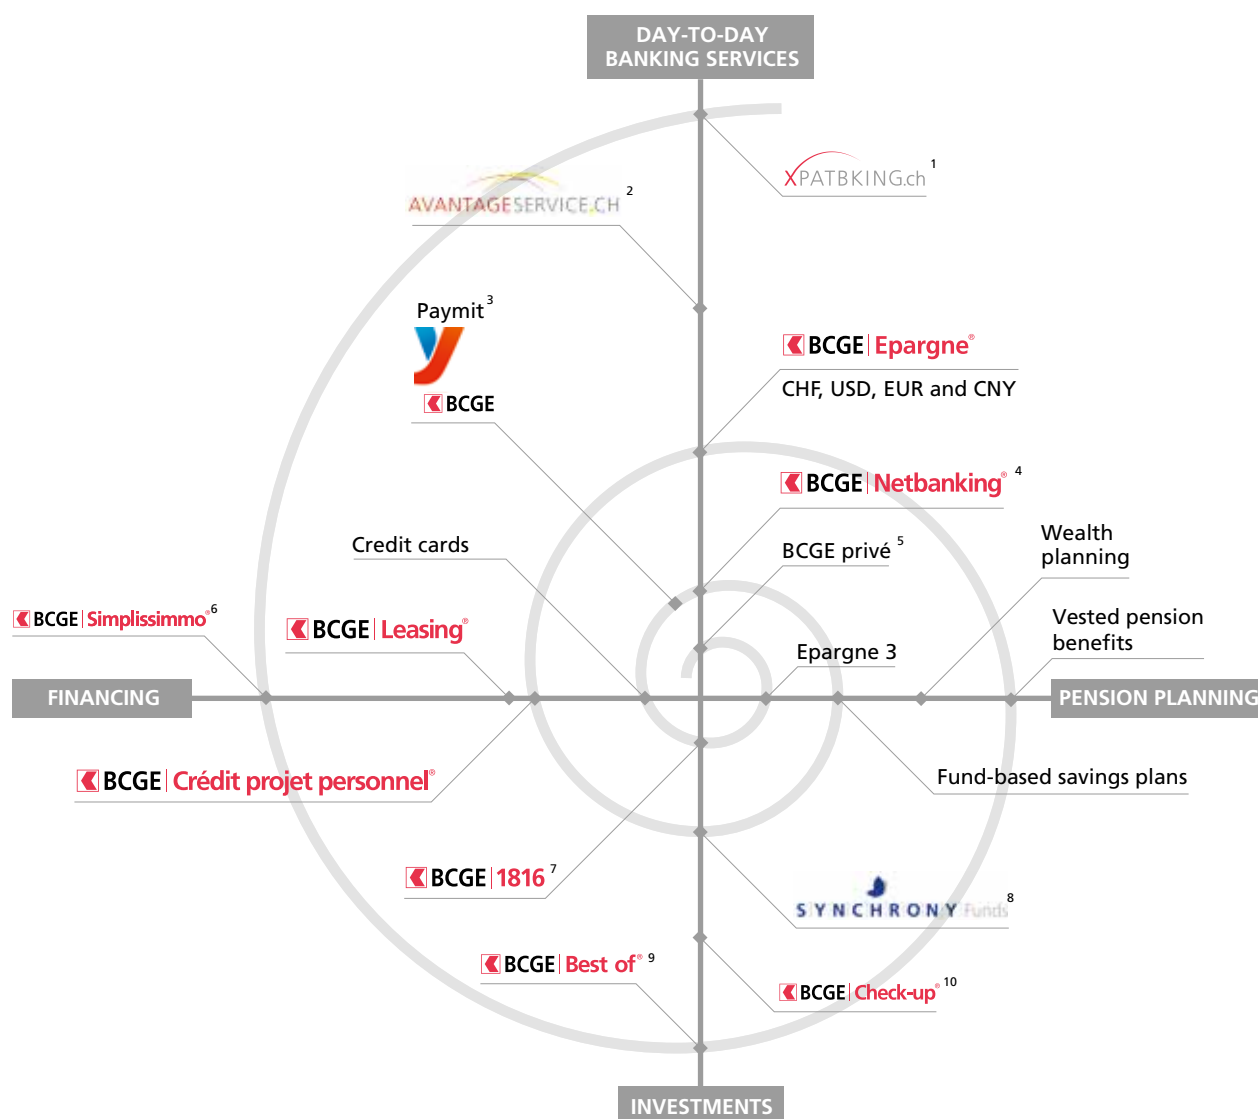 DAY-TO-DAY
BANKING SERVICES
XPATBKING.ch 1
AVANTAGESERVICE.CH 2
Paymit 3
BCGE
BCGE | Epargne®
CHF, USD, EUR and CNY
BCGE | Netbanking® 4
Credit cards
BCGE privé 5
Wealth
planning
BCGE | Simplissimo® 6
BCGE | Leasing®
Epargne 3
Vested pension
benefits
FINANCING
PENSION PLANNING
BCGE | Crédit projet personnel®
Fund-based savings plans
BCGE | 1816 7
SYNCHRONY Funds 8
BCGE | Best of® 9
BCGE | Check-up® 10
INVESTMENTS